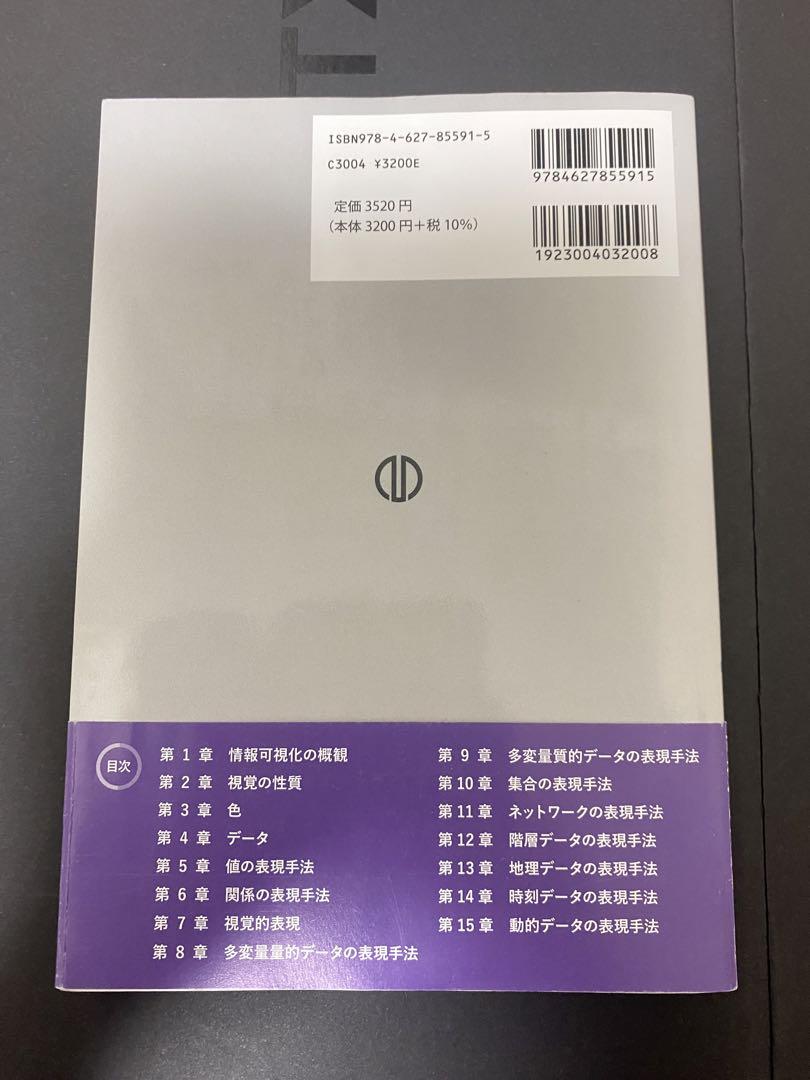 ISBN978-4-627-85591-5
C3004 ¥3200E
定価 3520 円
(本体 3200 円+税 10%)
9784627855915
1923004032008
目次
第 1 章 情報可視化の概観
第 2 章 視覚の性質
第 3 章 色
第 4 章 データ
第 5 章 値の表現手法
第 6 章 関係の表現手法
第 7 章 視覚的表現
第 8 章 多変量量的データの表現手法
第 9 章 多変量質的データの表現手法
第 10 章 集合の表現手法
第 11 章 ネットワークの表現手法
第 12 章 階層データの表現手法
第 13 章 地理データの表現手法
第 14 章 時刻データの表現手法
第 15 章 動的データの表現手法